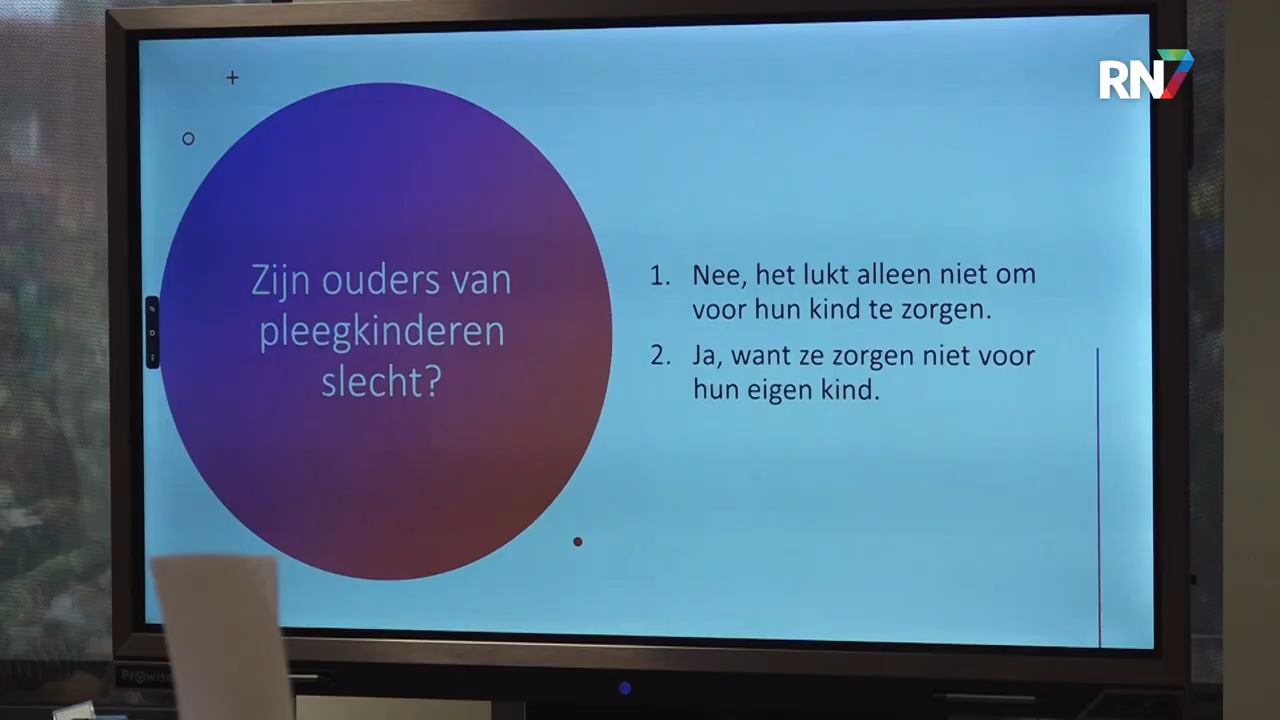 RN7
Zijn ouders van
pleegkinderen
slecht?
1. Nee, het lukt alleen niet om
voor hun kind te zorgen.
2. Ja, want ze zorgen niet voor
hun eigen kind.
Prowise